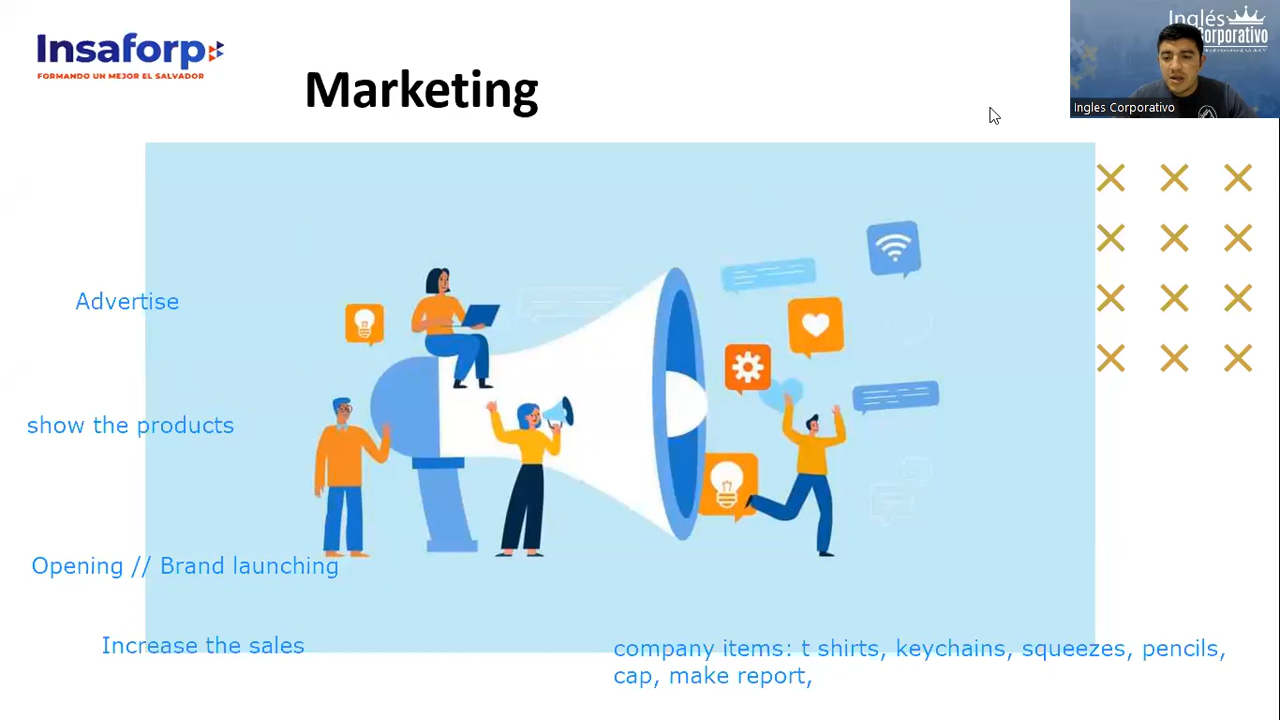 Insaforp
FORMANDO UN MEJOR EL SALVADOR
Marketing
Inglés
Corporativo
Ingles Corporativo
Advertise
show the products
Opening // Brand launching
Increase the sales
company items: t shirts, keychains, squeezes, pencils,
cap, make report,